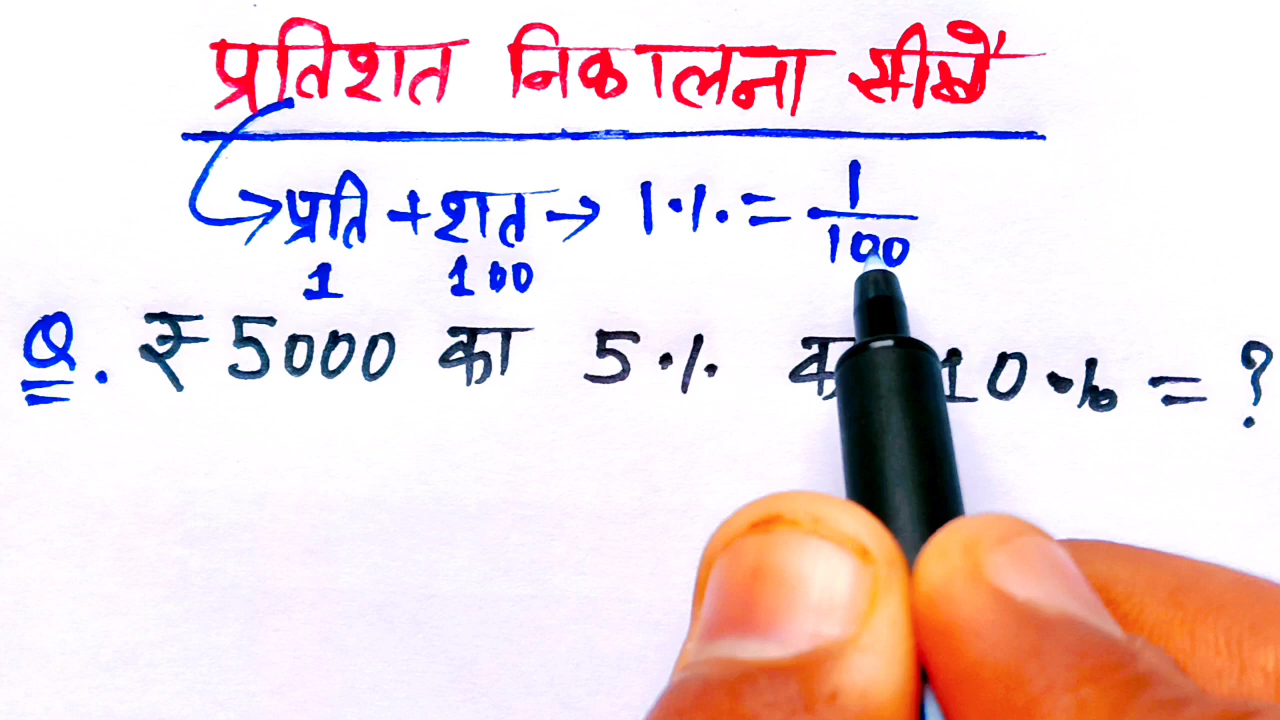 प्रतिशत निकालना सीखें
प्रति + शत → 1% = 1/100
1 100
Q. ₹ 5000 का 5% का 10% = ?